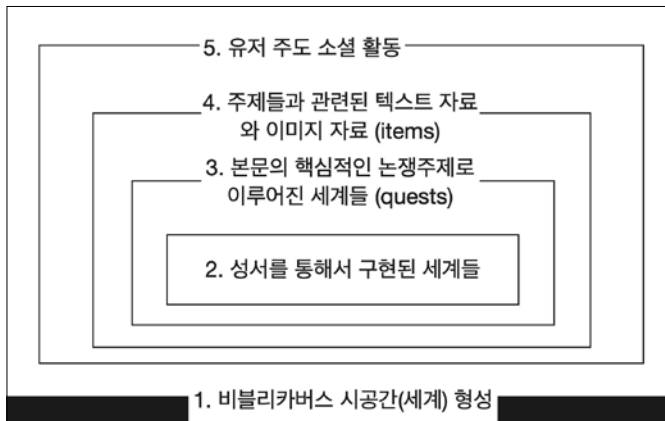 5. 유저 주도 소셜 활동
4. 주제들과 관련된 텍스트 자료
와 이미지 자료 (items)
3. 본문의 핵심적인 논쟁주제로
이루어진 세계들 (quests)
2. 성서를 통해서 구현된 세계들
1. 비블리카버스 시공간(세계) 형성